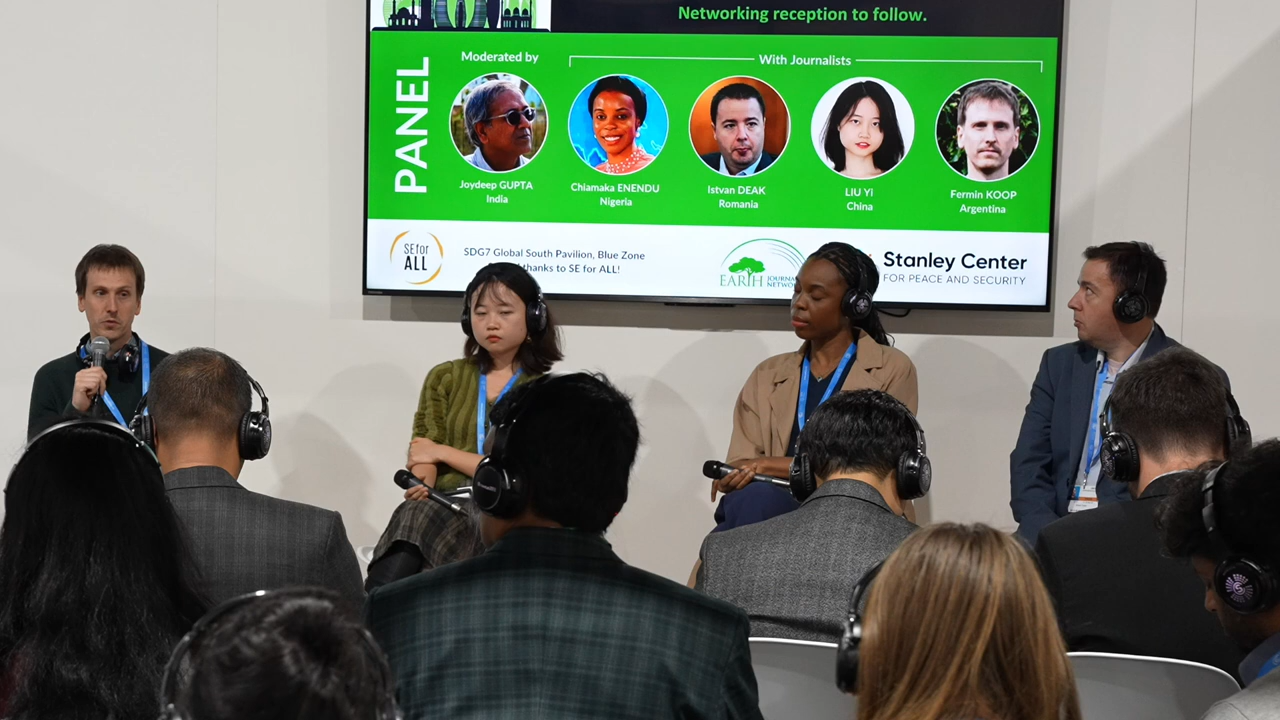 Networking reception to follow.
PANEL
Moderated by
With Journalists
Joydeep GUPTA
India
Chiamaka ENENDU
Nigeria
Istvan DEAK
Romania
LIU YI
China
Fermin KOOP
Argentina
SE for
ALL
SDG7 Global South Pavilion, Blue Zone
thanks to SE for ALL!
EARTH
Stanley Center
FOR PEACE AND SECURITY